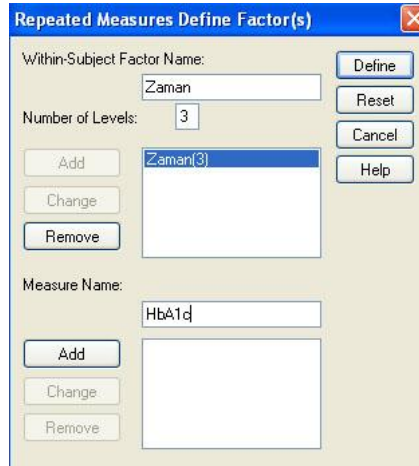 Repeated Measures Define Factor(s)
Within-Subject Factor Name:
Define
Zaman
Reset
Number of Levels:
3
Cancel
Add
Zaman(3)
Help
Change
Remove
Measure Name:
HbA1c
Add
Change
Remove